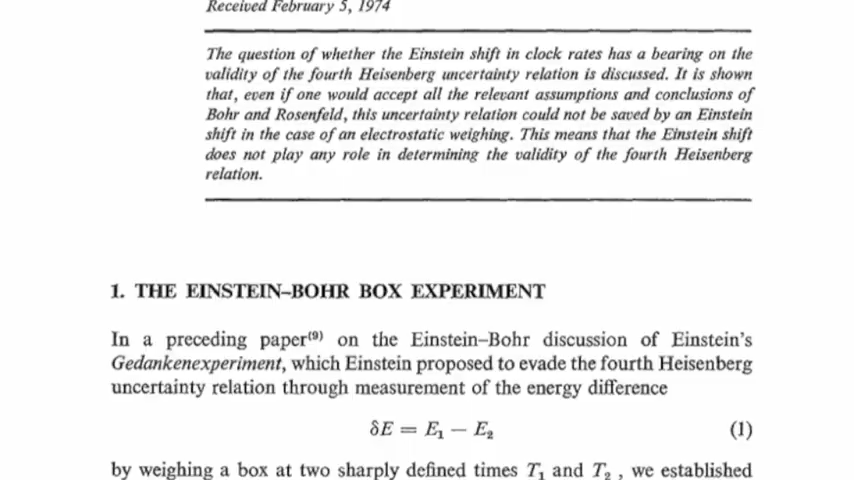 Received February 5, 1974
The question of whether the Einstein shift in clock rates has a bearing on the
validity of the fourth Heisenberg uncertainty relation is discussed. It is shown
that, even if one would accept all the relevant assumptions and conclusions of
Bohr and Rosenfeld, this uncertainty relation could not be saved by an Einstein
shift in the case of an electrostatic weighing. This means that the Einstein shift
does not play any role in determining the validity of the fourth Heisenberg
relation.
1. THE EINSTEIN–BOHR BOX EXPERIMENT
In a preceding paper⁽⁹⁾ on the Einstein–Bohr discussion of Einstein's
Gedankenexperiment, which Einstein proposed to evade the fourth Heisenberg
uncertainty relation through measurement of the energy difference
δE = E₁ − E₂ (1)
by weighing a box at two sharply defined times T₁ and T₂ , we established